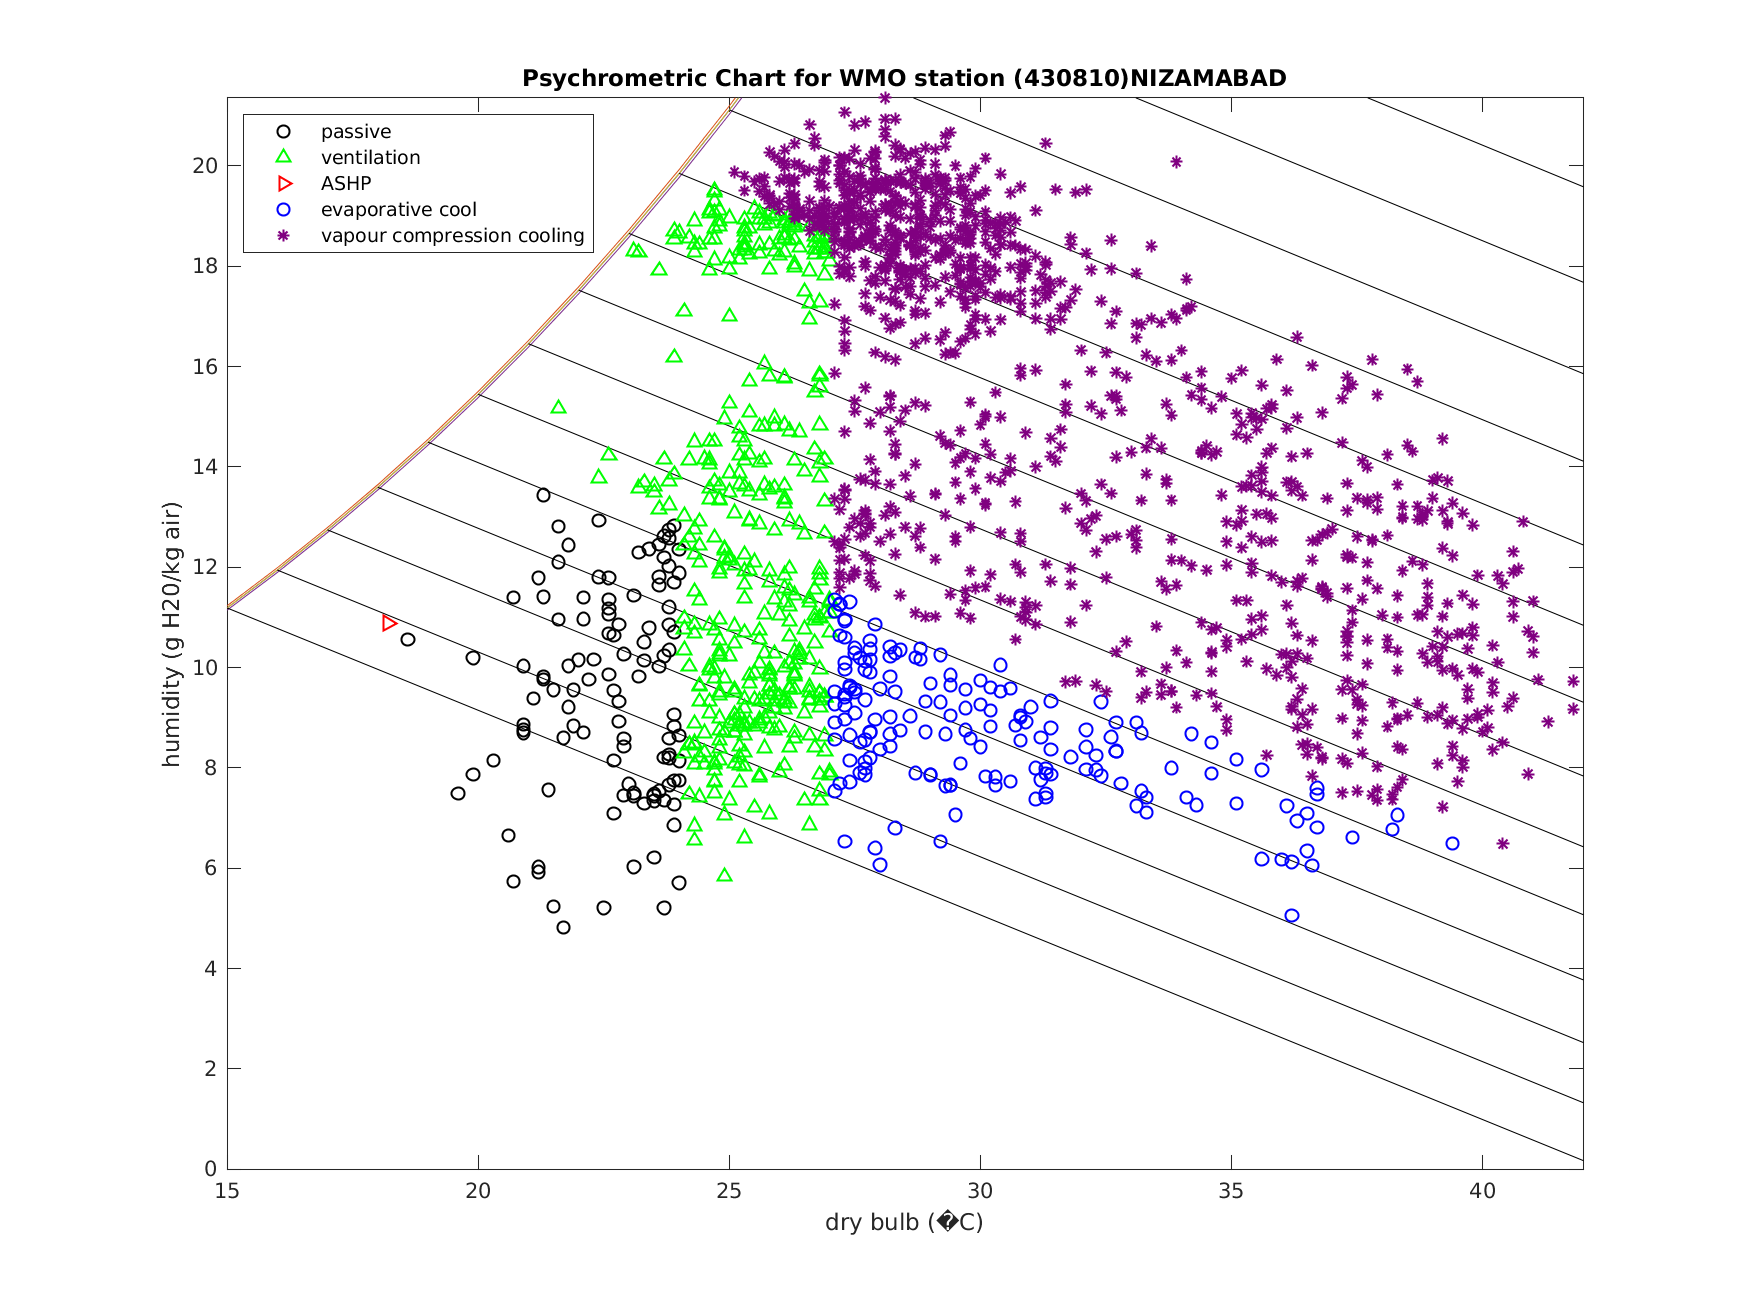 Psychrometric Chart for WMO station (430810)NIZAMABAD
passive
ventilation
ASHP
evaporative cool
vapour compression cooling
humidity (g H20/kg air)
20
18
16
14
12
10
8
6
4
2
0
15 20 25 30 35 40
dry bulb (�C)